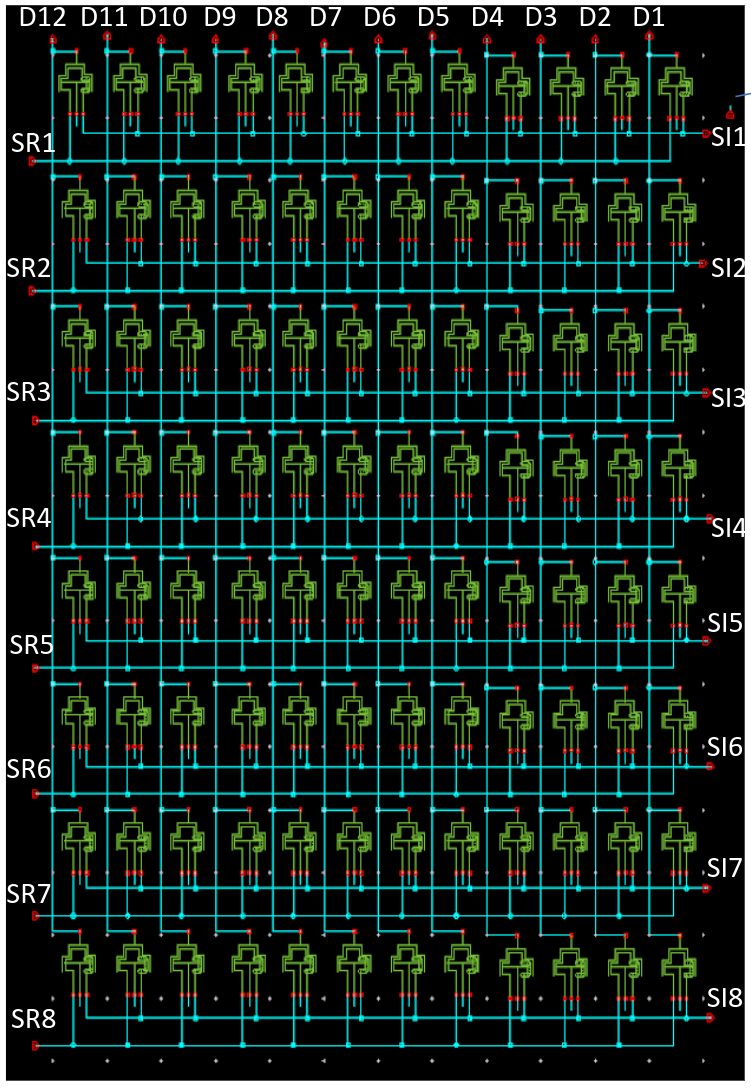 D12 D11 D10 D9 D8 D7 D6 D5 D4 D3 D2 D1
SR1 SI1
SR2 SI2
SR3 SI3
SR4 SI4
SR5 SI5
SR6 SI6
SR7 SI7
SR8 SI8